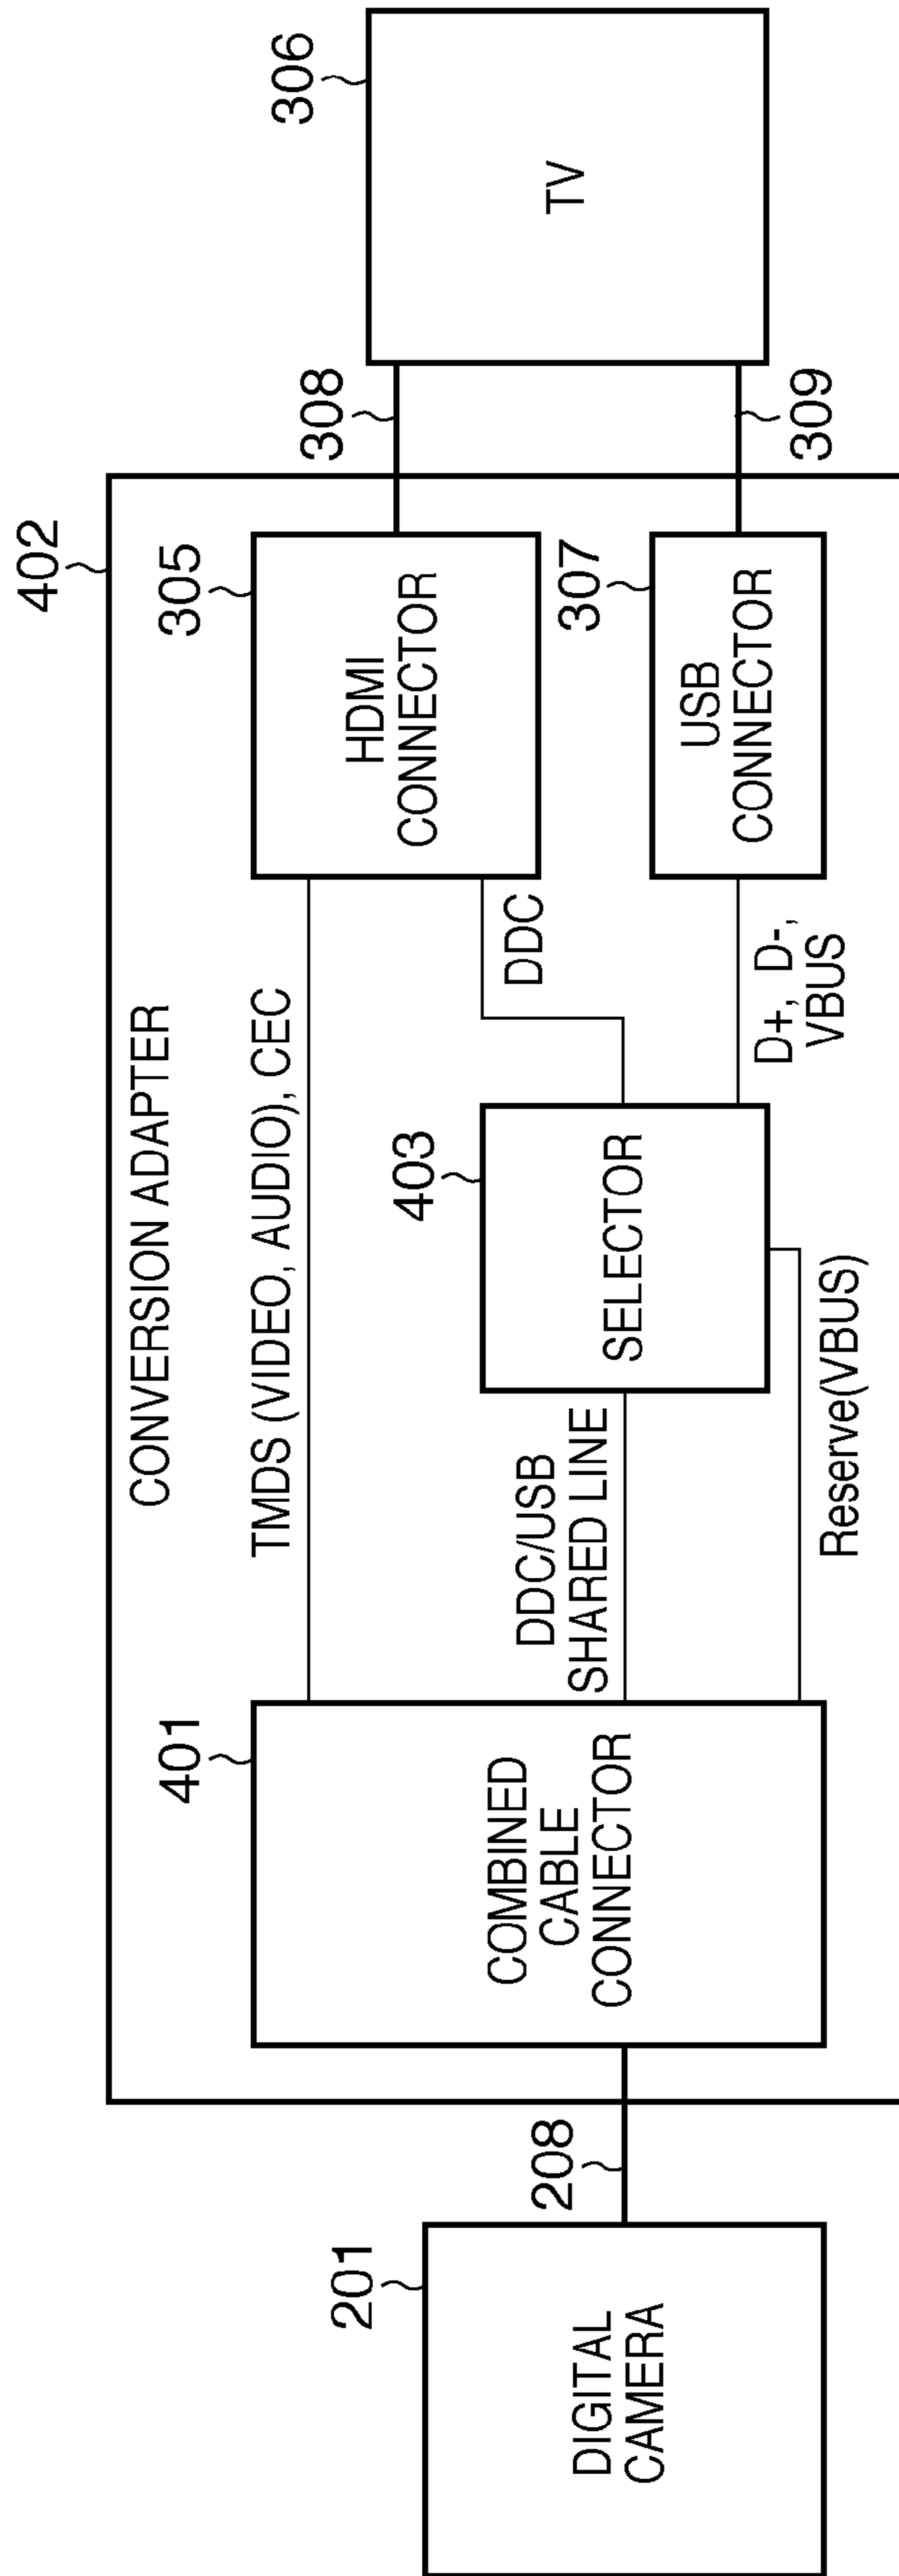 402
CONVERSION ADAPTER
201
DIGITAL
CAMERA
208
401
COMBINED
CABLE
CONNECTOR
TMDS (VIDEO, AUDIO), CEC
DDC/USB
SHARED LINE
Reserve(VBUS)
403
SELECTOR
DDC
D+, D-,
VBUS
305
HDMI
CONNECTOR
307
USB
CONNECTOR
308
309
306
TV